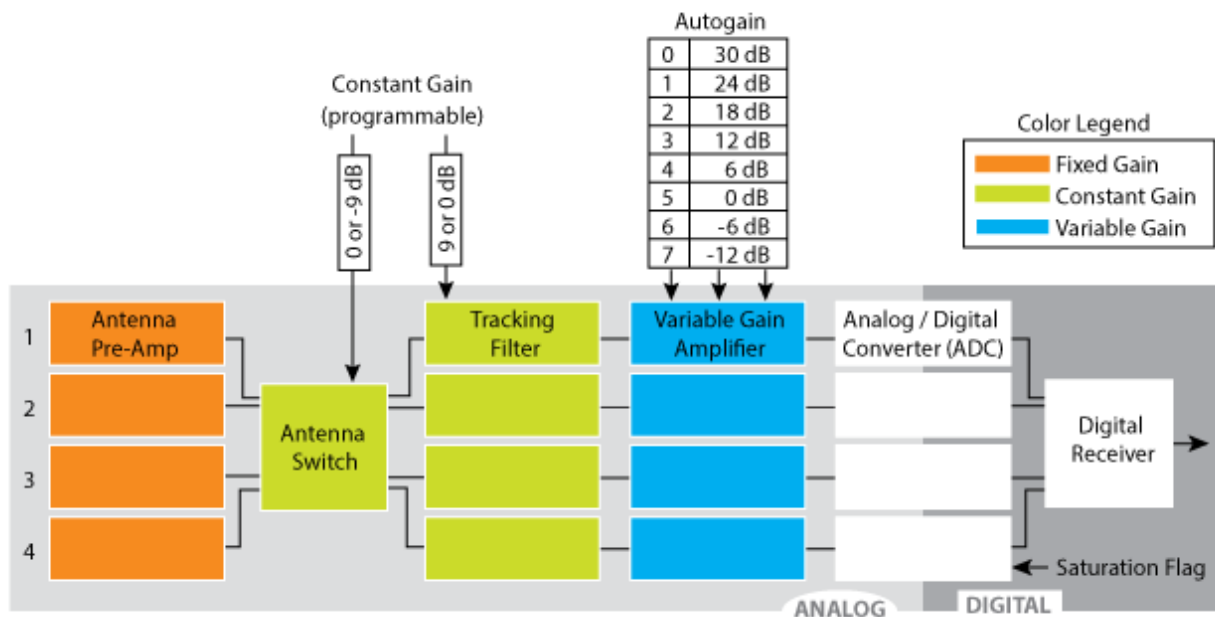 Autogain
0 30 dB
1 24 dB
2 18 dB
3 12 dB
4 6 dB
5 0 dB
6 -6 dB
7 -12 dB
Constant Gain
(programmable)
0 or -9 dB
9 or 0 dB
Color Legend
Fixed Gain
Constant Gain
Variable Gain
1
Antenna
Pre-Amp
Tracking
Filter
Variable Gain
Amplifier
Analog / Digital
Converter (ADC)
2
Antenna
Switch
Digital
Receiver
3
4
Saturation Flag
ANALOG
DIGITAL